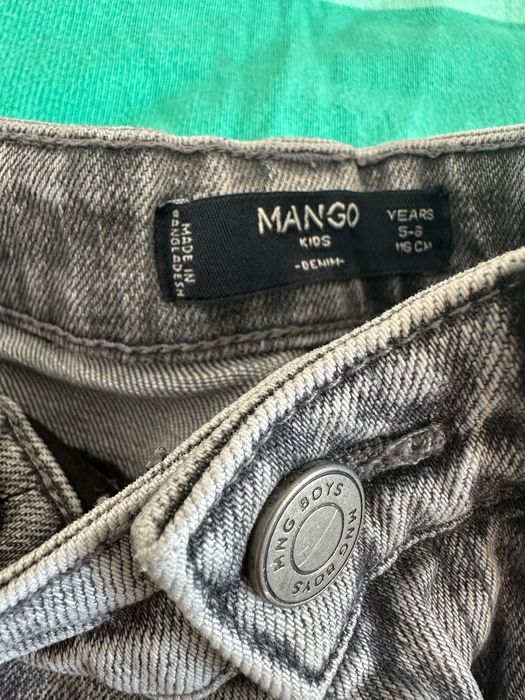 MANGO
KIDS
-DENIM-
YEARS
5-6
116 CM
MADE IN
BANGLADESH
MNG BOYS MNG BOYS